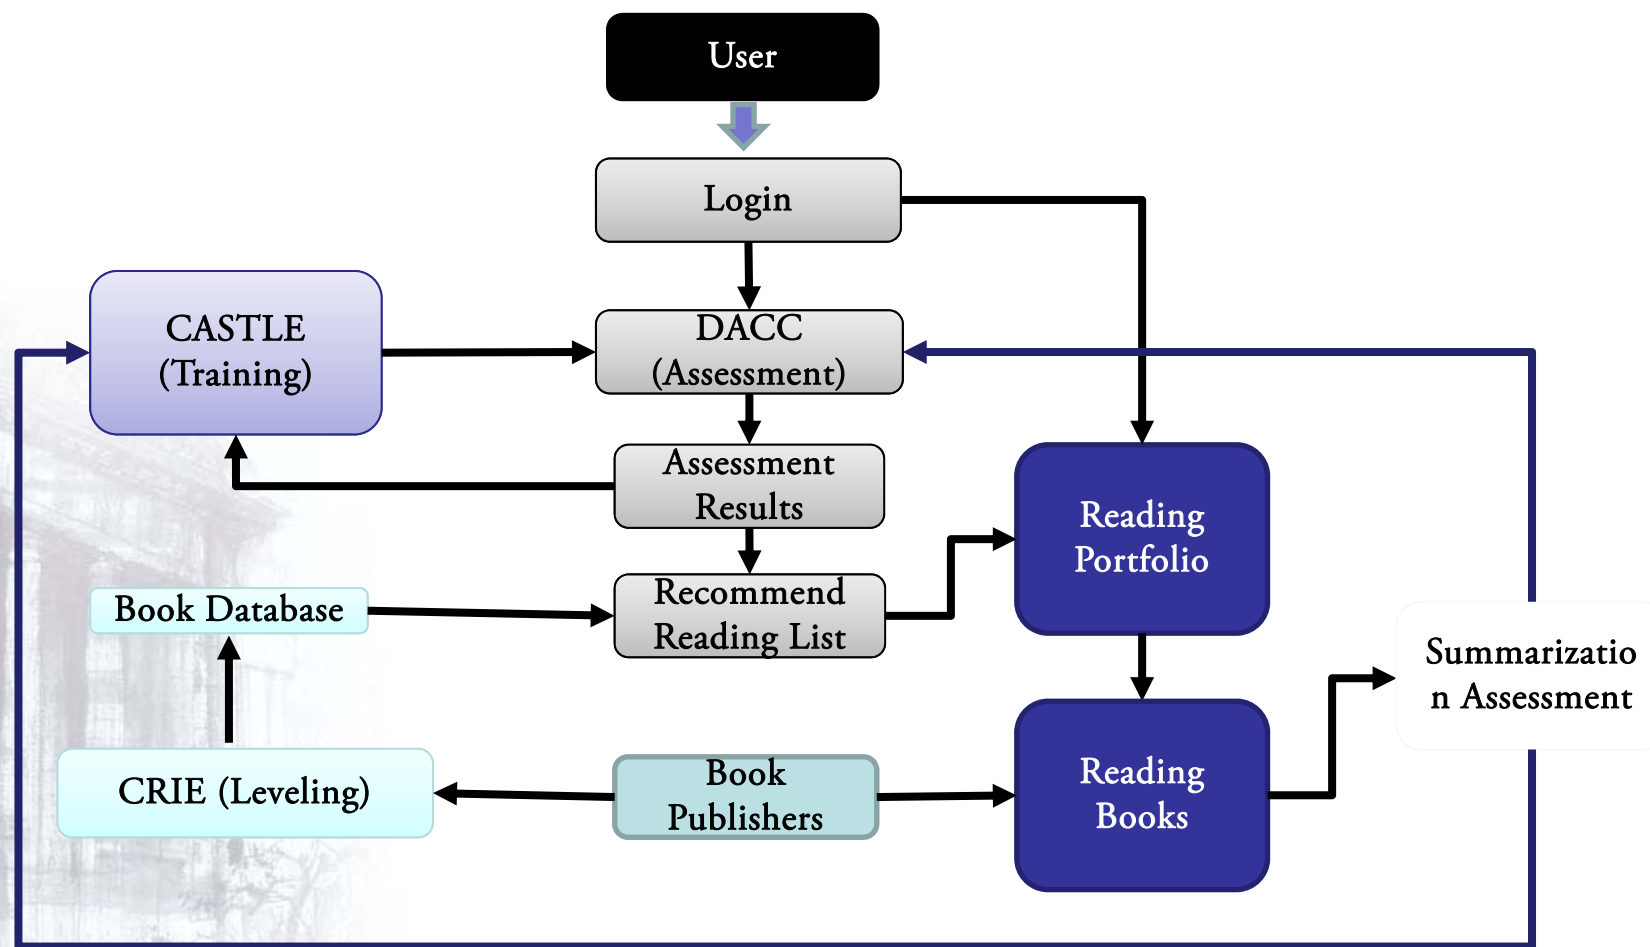 User
Login
CASTLE
(Training)
DACC
(Assessment)
Assessment
Results
Reading
Portfolio
Book Database
Recommend
Reading List
Summarizatio
n Assessment
CRIE (Leveling)
Book
Publishers
Reading
Books